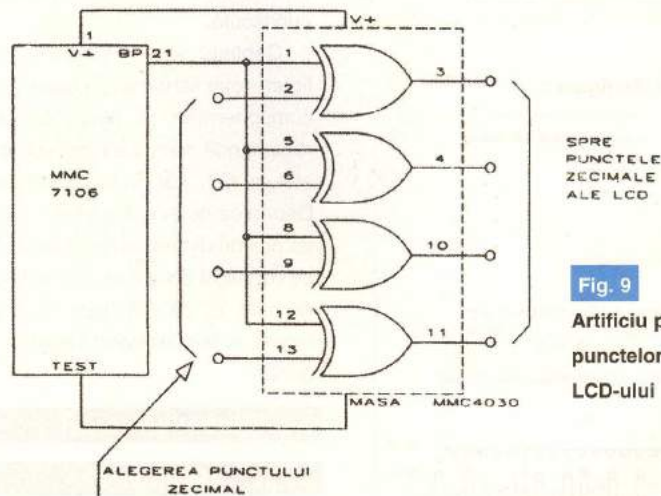 V+
1
V+ BP 21
MMC
7106
TEST
1
2
3
5
6
4
8
9
10
12
13
11
MASA MMC4030
SPRE
PUNCTELE
ZECIMALE
ALE LCD
ALEGEREA PUNCTULUI
ZECIMAL
Fig. 9
Artificiu
punctelor
LCD-ului